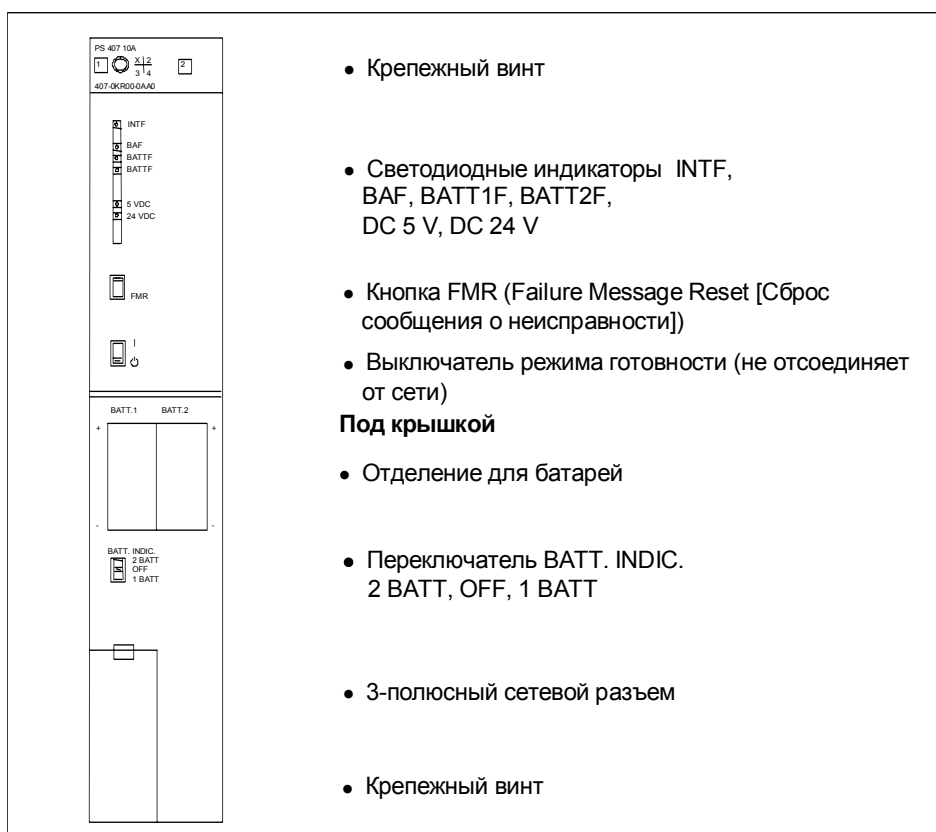 PS 407 10A
1 X 2 3 4 2
407-0KR00-0AA0
INTF
BAF
BATTF
BATTF
5 VDC
24 VDC
FMR
I
BATT.1 BATT.2
+ +
- -
BATT. INDIC.
2 BATT
OFF
1 BATT
• Крепежный винт
• Светодиодные индикаторы INTF,
BAF, BATT1F, BATT2F,
DC 5 V, DC 24 V
• Кнопка FMR (Failure Message Reset [Сброс
сообщения о неисправности])
• Выключатель режима готовности (не отсоединяет
от сети)
Под крышкой
• Отделение для батарей
• Переключатель BATT. INDIC.
2 BATT, OFF, 1 BATT
• 3-полюсный сетевой разъем
• Крепежный винт